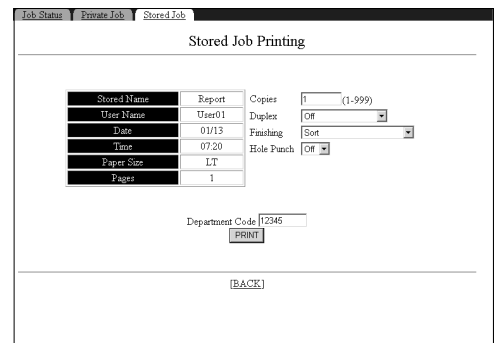 Job Status Private Job Stored Job
Stored Job Printing
Stored Name Report Copies 1 (1-999)
User Name User01 Duplex Off
Date 01/13 Finishing Sort
Time 07:20 Hole Punch Off
Paper Size LT
Pages 1
Department Code 12345
PRINT
[BACK]